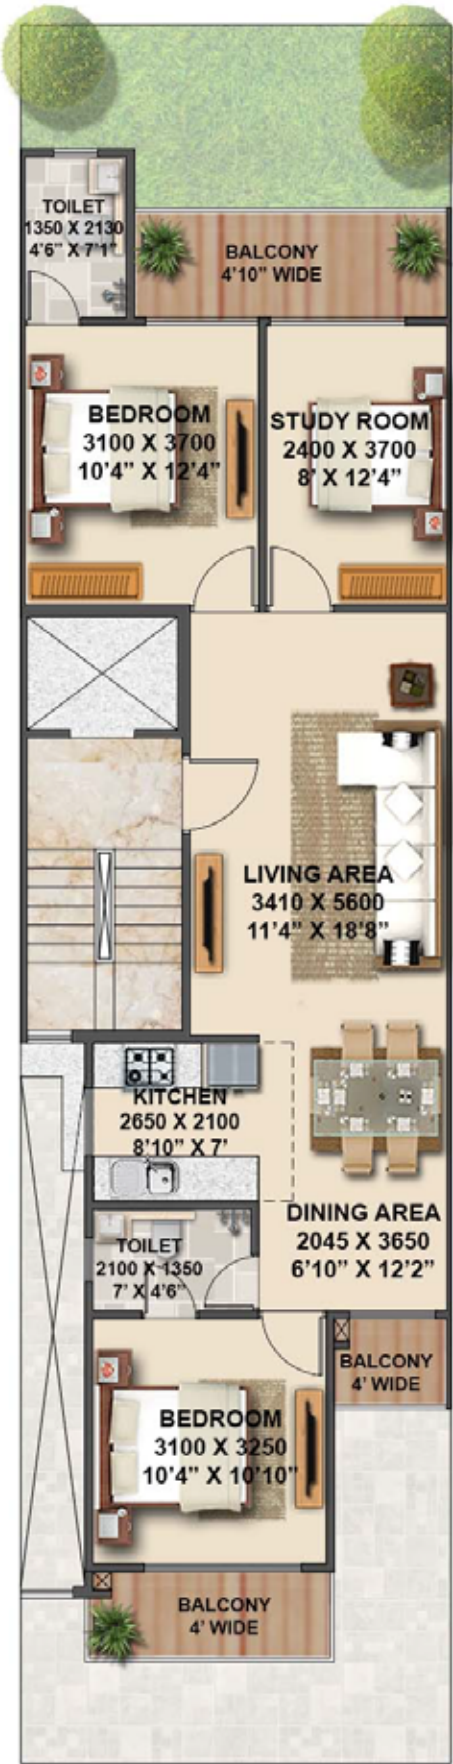 TOILET
1350 X 2130
4'6" X 7'1"
BALCONY
4'10" WIDE
BEDROOM
3100 X 3700
10'4" X 12'4"
STUDY ROOM
2400 X 3700
8' X 12'4"
LIVING AREA
3410 X 5600
11'4" X 18'8"
KITCHEN
2650 X 2100
8'10" X 7'
DINING AREA
2045 X 3650
6'10" X 12'2"
TOILET
2100 X 1350
7' X 4'6"
BALCONY
4' WIDE
BEDROOM
3100 X 3250
10'4" X 10'10"
BALCONY
4' WIDE